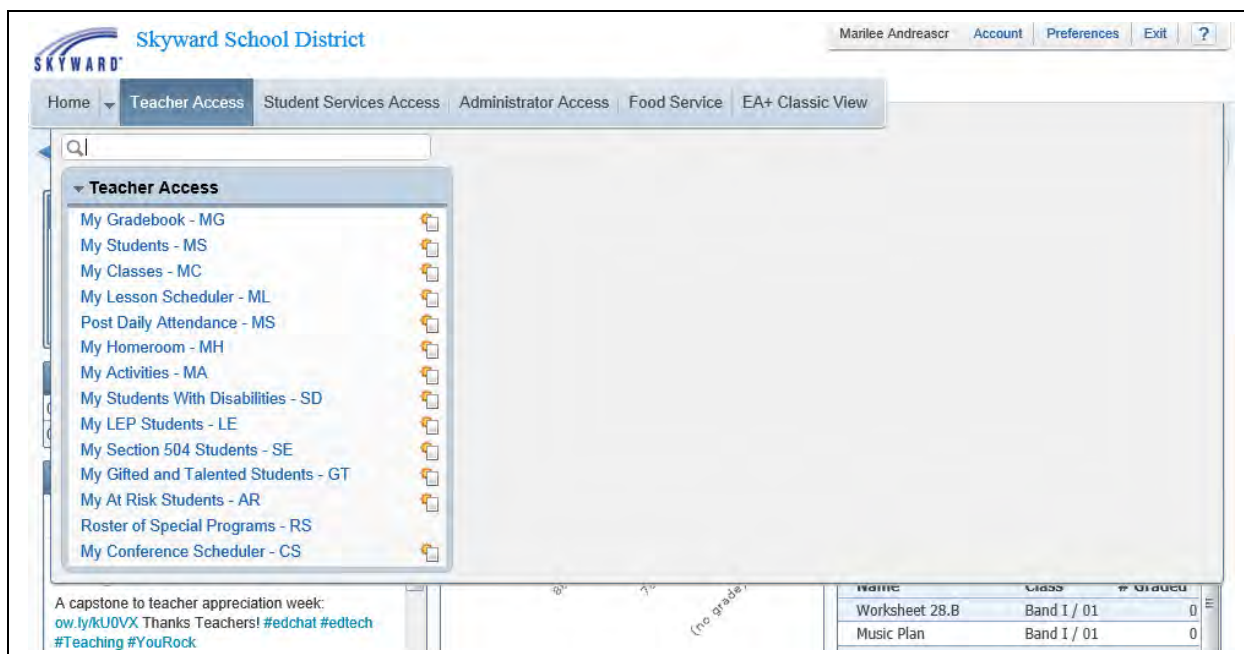 SKYWARD
Skyward School District
Marilee Andreascr Account Preferences Exit ?
Home Teacher Access Student Services Access Administrator Access Food Service EA+ Classic View
Teacher Access
My Gradebook - MG
My Students - MS
My Classes - MC
My Lesson Scheduler - ML
Post Daily Attendance - MS
My Homeroom - MH
My Activities - MA
My Students With Disabilities - SD
My LEP Students - LE
My Section 504 Students - SE
My Gifted and Talented Students - GT
My At Risk Students - AR
Roster of Special Programs - RS
My Conference Scheduler - CS
A capstone to teacher appreciation week:
ow.ly/kU0VX Thanks Teachers! #edchat #edtech
#Teaching #YouRock
(no grade)
Name Class # Graded
Worksheet 28.B Band I / 01 0
Music Plan Band I / 01 0